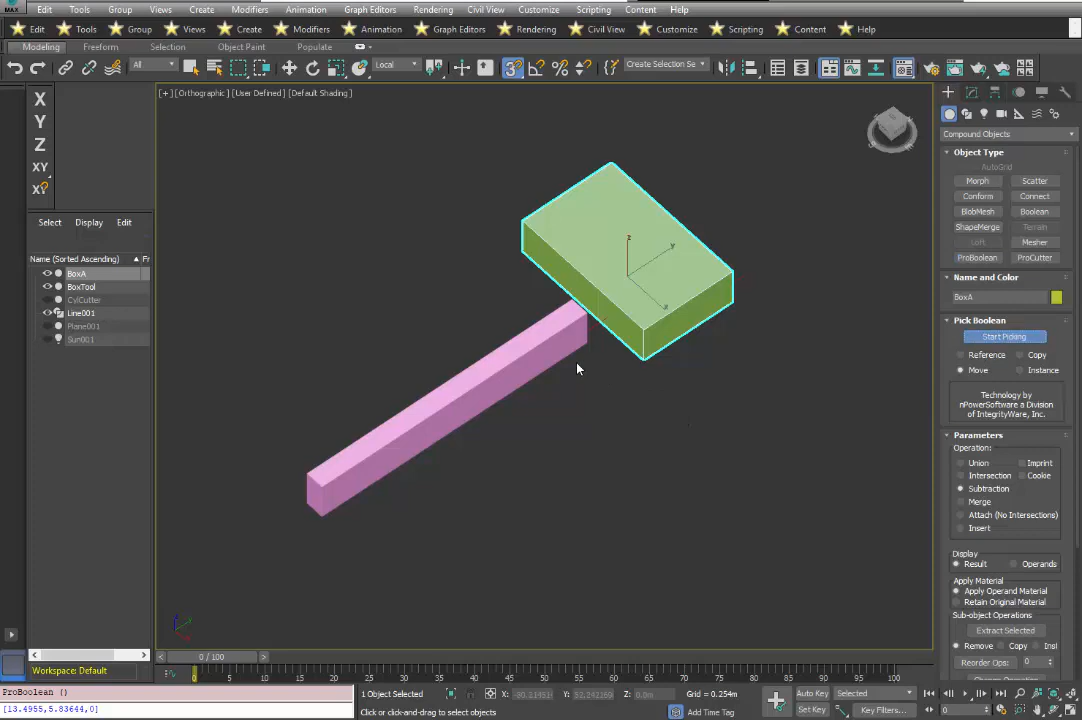 MAX Edit Tools Group Views Create Modifiers Animation Graph Editors Rendering Civil View Customize Scripting Content Help
Edit Tools Group Views Create Modifiers Animation Graph Editors Rendering Civil View Customize Scripting Content Help
Modeling Freeform Selection Object Paint Populate
All Local Create Selection Se
[+][Orthographic][User Defined][Default Shading]
X
Y
Z
XY
Select Display Edit
Name (Sorted Ascending) Fr
BoxA
BoxTool
CylCutter
Line001
Plane001
Sun001
z
y
x
Compound Objects
Object Type
AutoGrid
Morph Scatter
Conform Connect
BlobMesh Boolean
ShapeMerge Terrain
Loft Mesher
ProBoolean ProCutter
Name and Color
BoxA
Pick Boolean
Start Picking
Reference Copy
Move Instance
Technology by
nPowerSoftware a Division
of IntegrityWare, Inc.
Parameters
Operation:
Union Imprint
Intersection Cookie
Subtraction
Merge
Attach (No Intersections)
Insert
Display
Result Operands
Apply Material
Apply Operand Material
Retain Original Material
Sub-object Operations
Extract Selected
Remove Copy Inst
Reorder Ops: 0
Workspace: Default
0 / 100
0 5 10 15 20 25 30 35 40 45 50 55 60 65 70 75 80 85 90 95 100
ProBoolean ()
[13.4955,5.83644,0]
1 Object Selected
Click or click-and-drag to select objects
X: Y: Z: 0.0m Grid = 0.254m
Add Time Tag
Auto Key Selected
Set Key Key Filters...
0